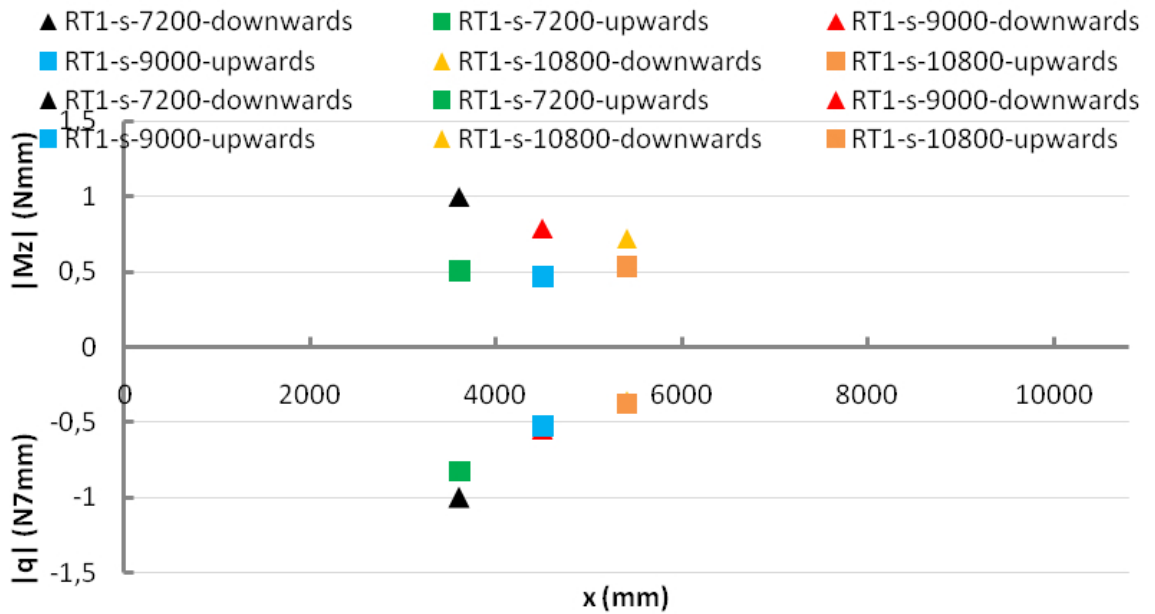 RT1-s-7200-downwards RT1-s-7200-upwards RT1-s-9000-downwards
RT1-s-9000-upwards RT1-s-10800-downwards RT1-s-10800-upwards
RT1-s-7200-downwards RT1-s-7200-upwards RT1-s-9000-downwards
1,5
RT1-s-9000-upwards RT1-s-10800-downwards RT1-s-10800-upwards
|Mz| (Nmm)
1
0,5
0
0 2000 4000 6000 8000 10000
-0,5
|q| (N7mm)
-1
-1,5
x (mm)